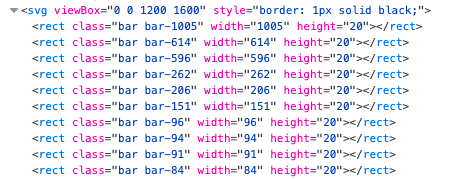 ▼<svg viewBox="0 0 1200 1600" style="border: 1px solid black;">
<rect class="bar bar-1005" width="1005" height="20"></rect>
<rect class="bar bar-614" width="614" height="20"></rect>
<rect class="bar bar-596" width="596" height="20"></rect>
<rect class="bar bar-262" width="262" height="20"></rect>
<rect class="bar bar-206" width="206" height="20"></rect>
<rect class="bar bar-151" width="151" height="20"></rect>
<rect class="bar bar-96" width="96" height="20"></rect>
<rect class="bar bar-94" width="94" height="20"></rect>
<rect class="bar bar-91" width="91" height="20"></rect>
<rect class="bar bar-84" width="84" height="20"></rect>